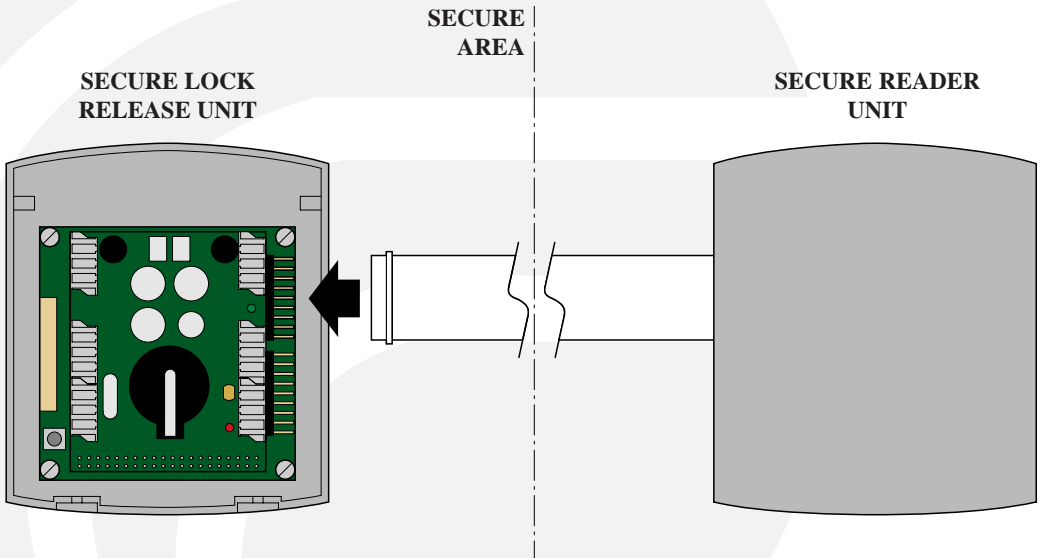 SECURE
AREA
SECURE LOCK
RELEASE UNIT
SECURE READER
UNIT